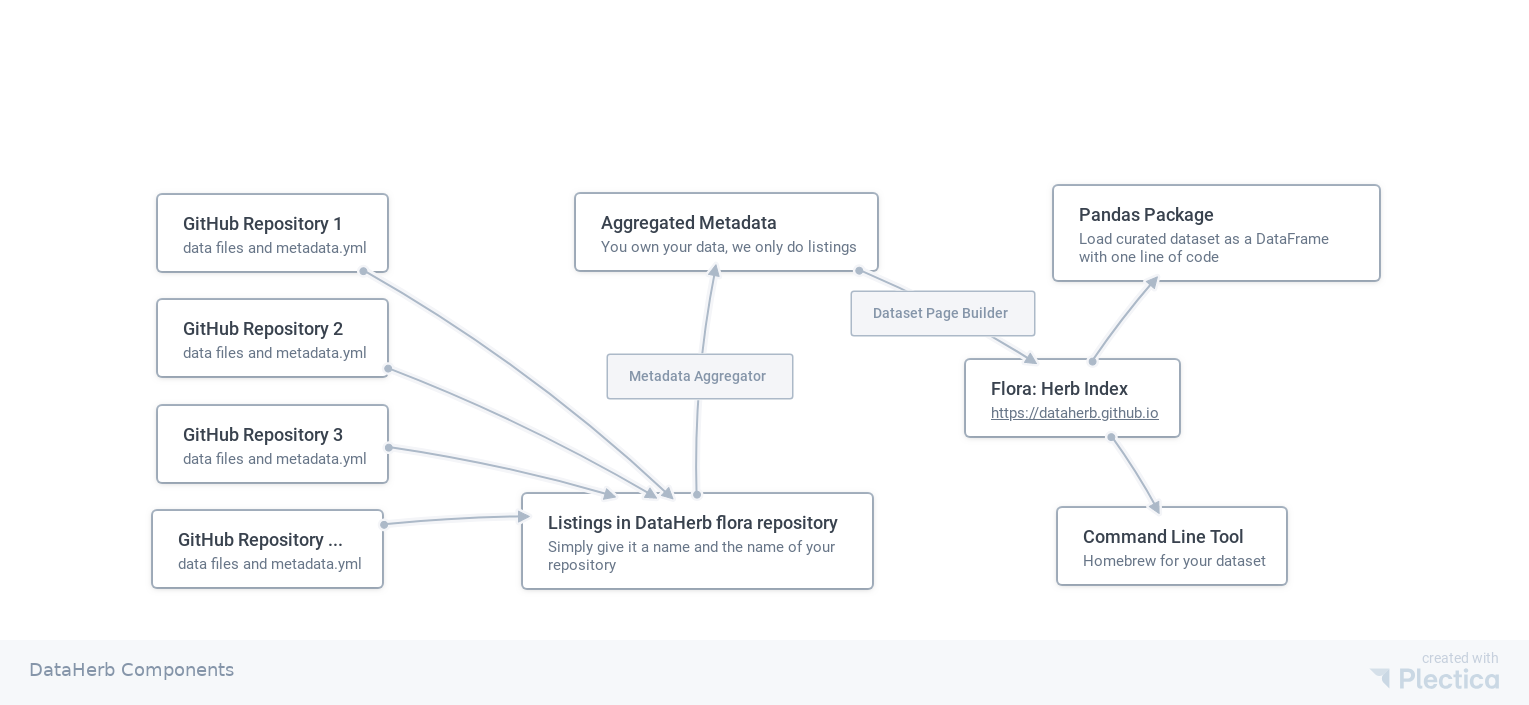 GitHub Repository 1
data files and metadata.yml
GitHub Repository 2
data files and metadata.yml
GitHub Repository 3
data files and metadata.yml
GitHub Repository ...
data files and metadata.yml
Aggregated Metadata
You own your data, we only do listings
Metadata Aggregator
Listings in DataHerb flora repository
Simply give it a name and the name of your
repository
Dataset Page Builder
Pandas Package
Load curated dataset as a DataFrame
with one line of code
Flora: Herb Index
https://dataherb.github.io
Command Line Tool
Homebrew for your dataset
DataHerb Components
created with
Plectica